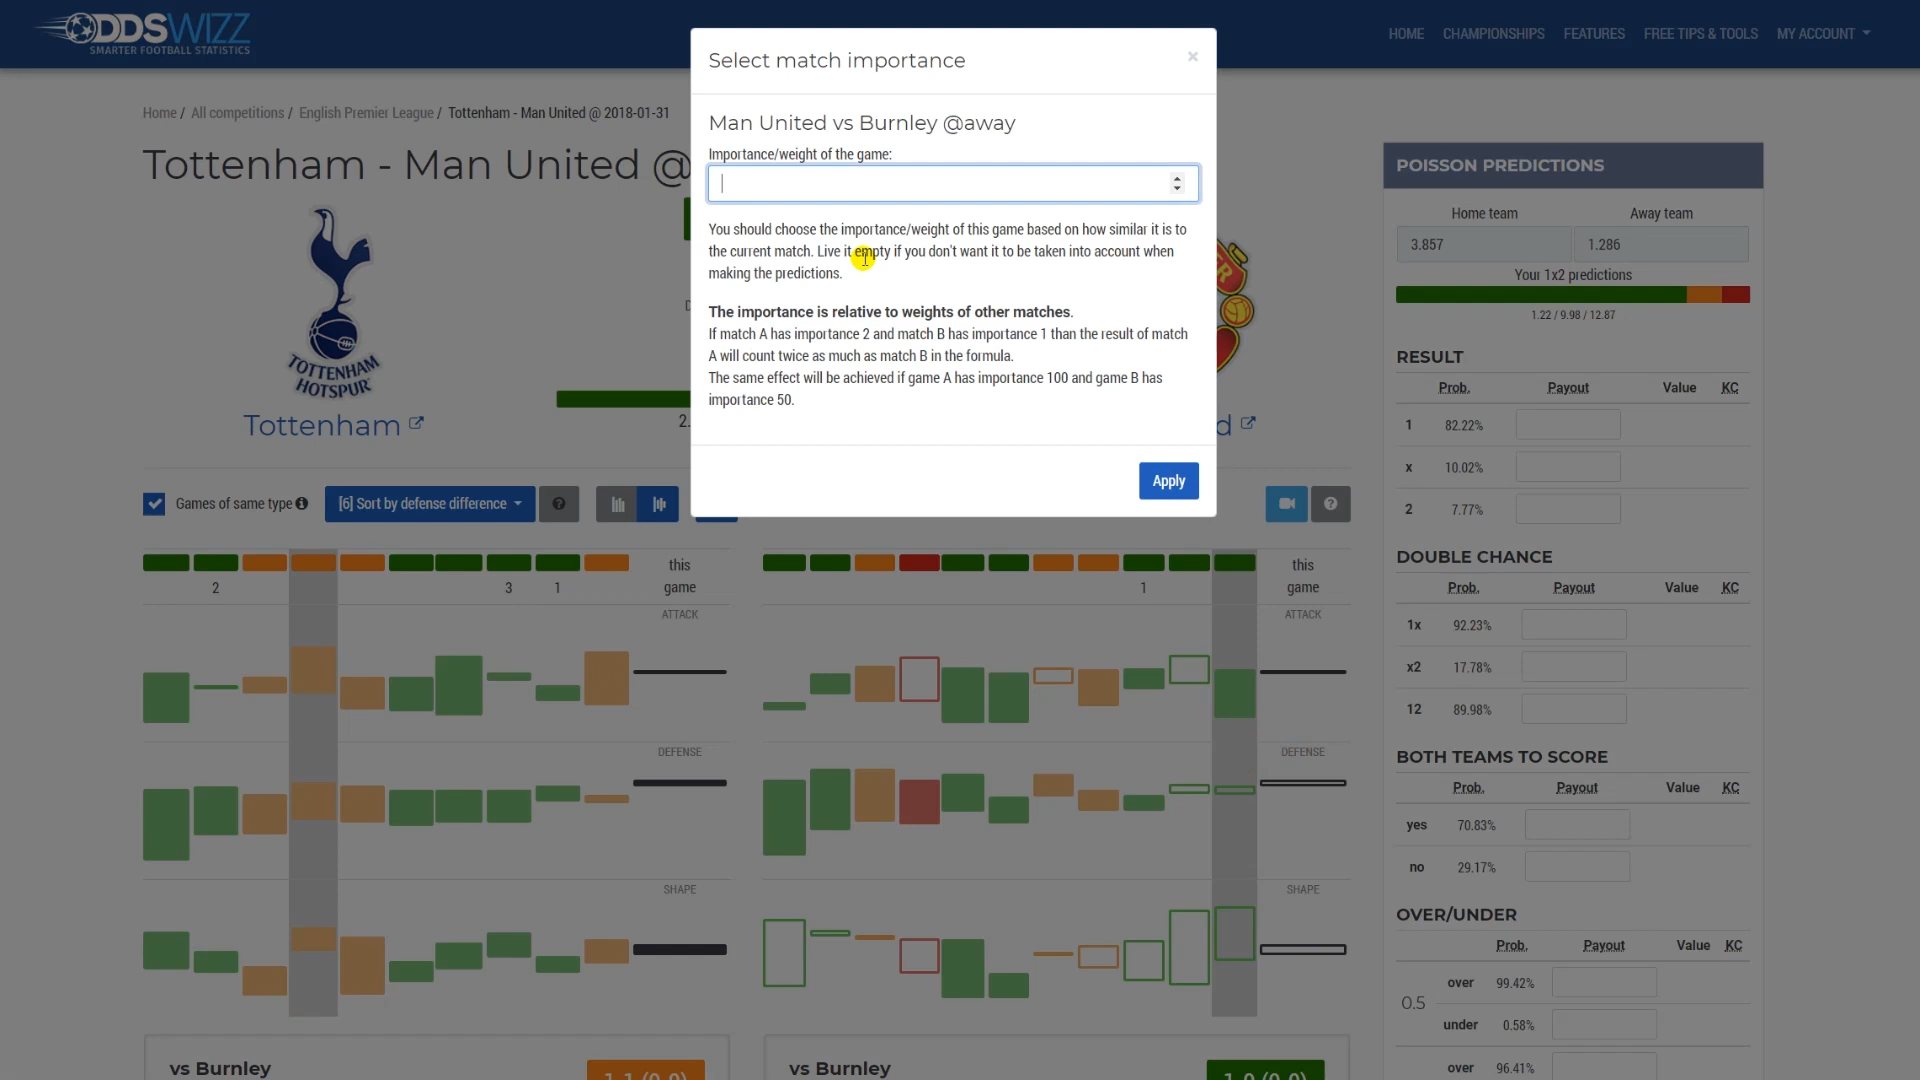 ODDSWIZZ
SMARTER FOOTBALL STATISTICS
HOME
CHAMPIONSHIPS
FEATURES
FREE TIPS & TOOLS
MY ACCOUNT
Home / All competitions / English Premier League / Tottenham - Man United @ 2018-01-31
Tottenham - Man United @
TOTTENHAM
HOTSPUR
Tottenham
2.
d
Select match importance
×
Man United vs Burnley @away
Importance/weight of the game:
You should choose the importance/weight of this game based on how similar it is to
the current match. Live it empty if you don't want it to be taken into account when
making the predictions.
The importance is relative to weights of other matches.
If match A has importance 2 and match B has importance 1 than the result of match
A will count twice as much as match B in the formula.
The same effect will be achieved if game A has importance 100 and game B has
importance 50.
Apply
Games of same type
[6] Sort by defense difference
?
?
2
3
1
this
game
ATTACK
DEFENSE
SHAPE
1
this
game
ATTACK
DEFENSE
SHAPE
vs Burnley
1-1 (0-0)
vs Burnley
1-0 (0-0)
POISSON PREDICTIONS
Home team
Away team
3.857
1.286
Your 1x2 predictions
1.22 / 9.98 / 12.87
RESULT
Prob. Payout Value KC
1 82.22%
x 10.02%
2 7.77%
DOUBLE CHANCE
Prob. Payout Value KC
1x 92.23%
x2 17.78%
12 89.98%
BOTH TEAMS TO SCORE
Prob. Payout Value KC
yes 70.83%
no 29.17%
OVER/UNDER
Prob. Payout Value KC
over 99.42%
0.5
under 0.58%
over 96.41%